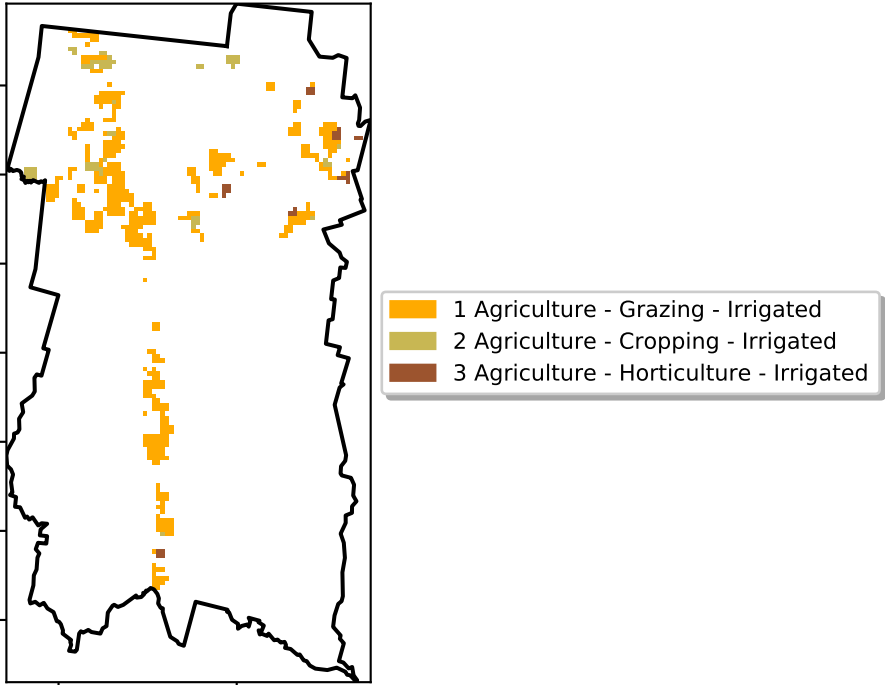 1 Agriculture - Grazing - Irrigated
2 Agriculture - Cropping - Irrigated
3 Agriculture - Horticulture - Irrigated